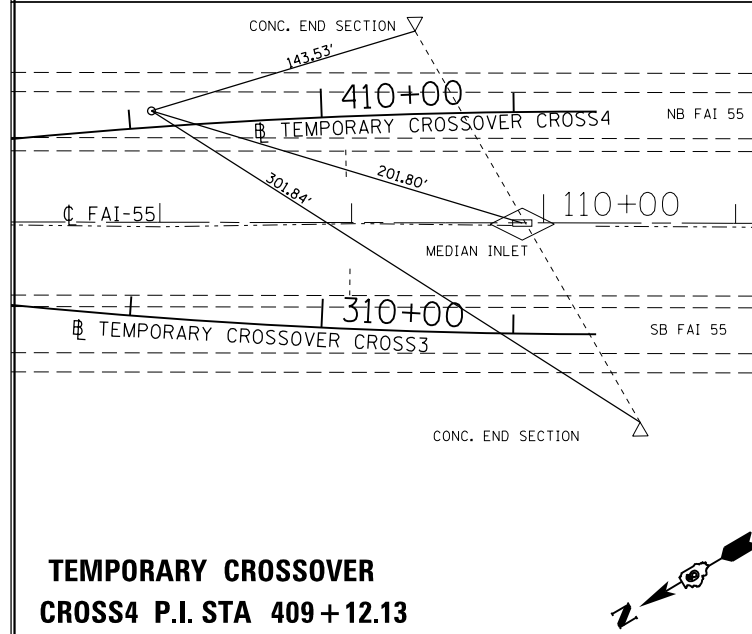 CONC. END SECTION
143.53'
410+00
NB FAI 55
℄ TEMPORARY CROSSOVER CROSS4
201.80'
301.84'
℄ FAI-55
110+00
MEDIAN INLET
310+00
SB FAI 55
℄ TEMPORARY CROSSOVER CROSS3
CONC. END SECTION
TEMPORARY CROSSOVER
CROSS4 P.I. STA 409+12.13
N